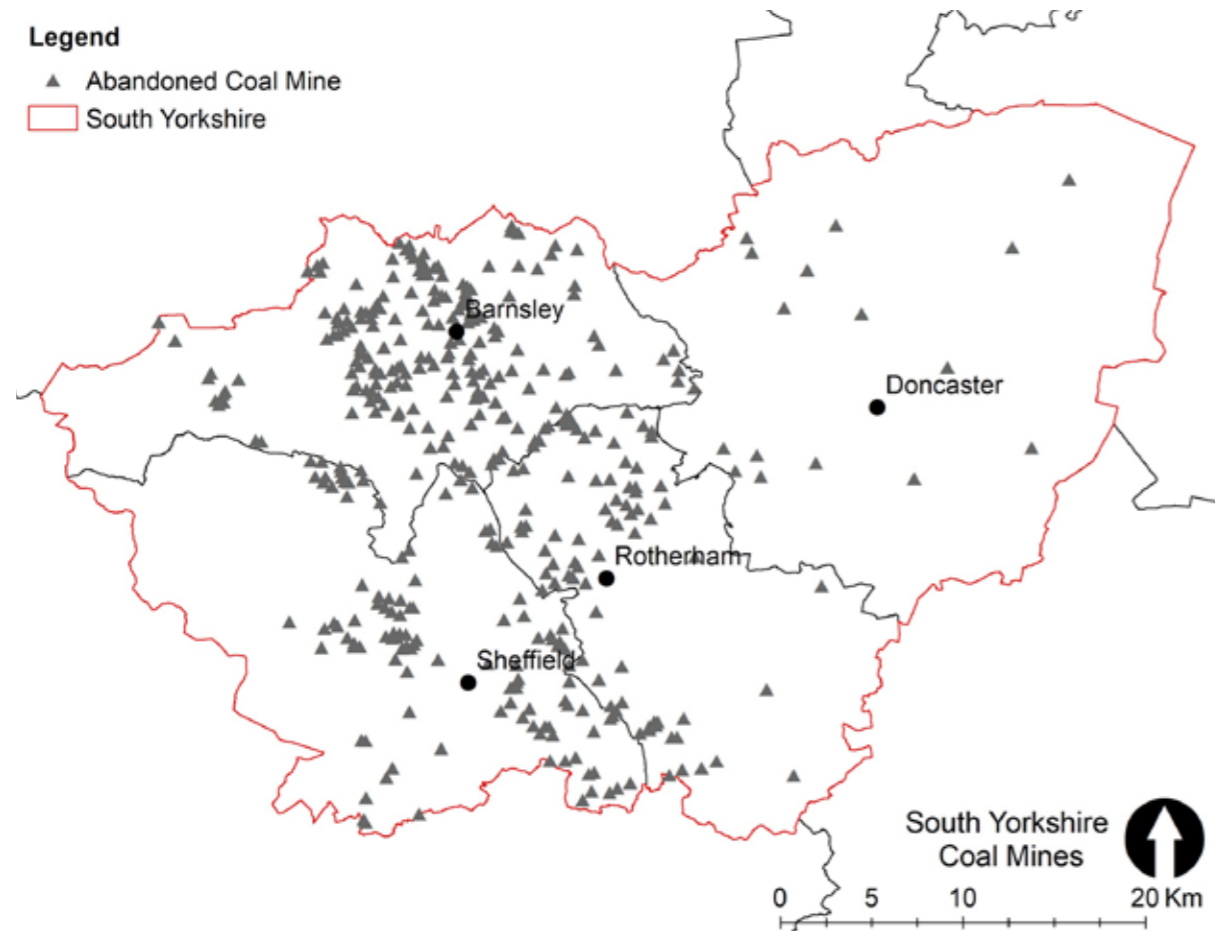 Legend
Abandoned Coal Mine
South Yorkshire
Barnsley
Doncaster
Rotherham
Sheffield
South Yorkshire
Coal Mines
0 5 10 20 Km